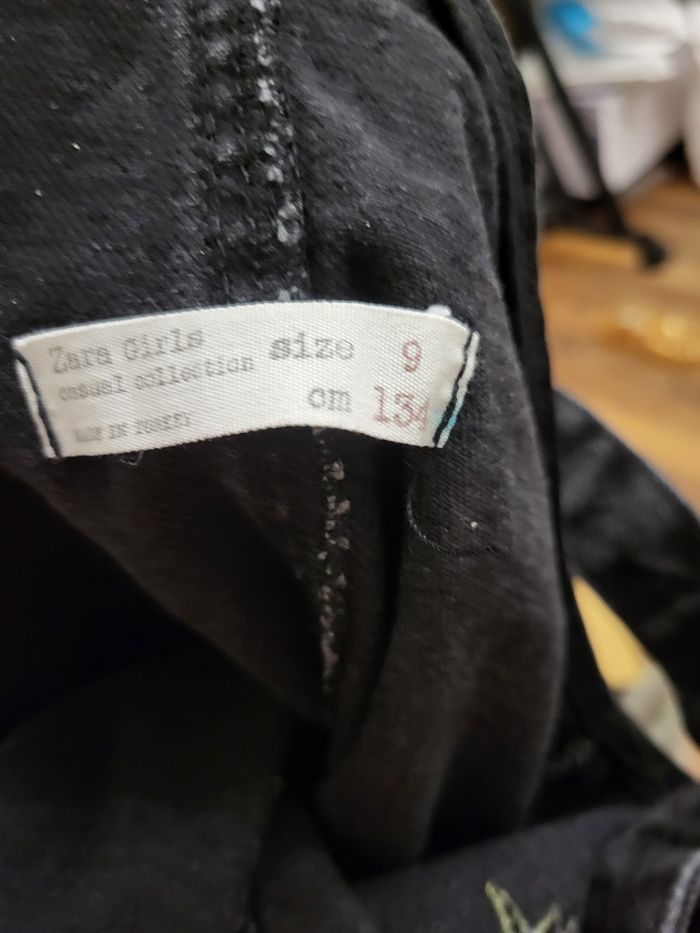 Zara Girls
casual collection
MADE IN TURKEY
size 9
cm 134